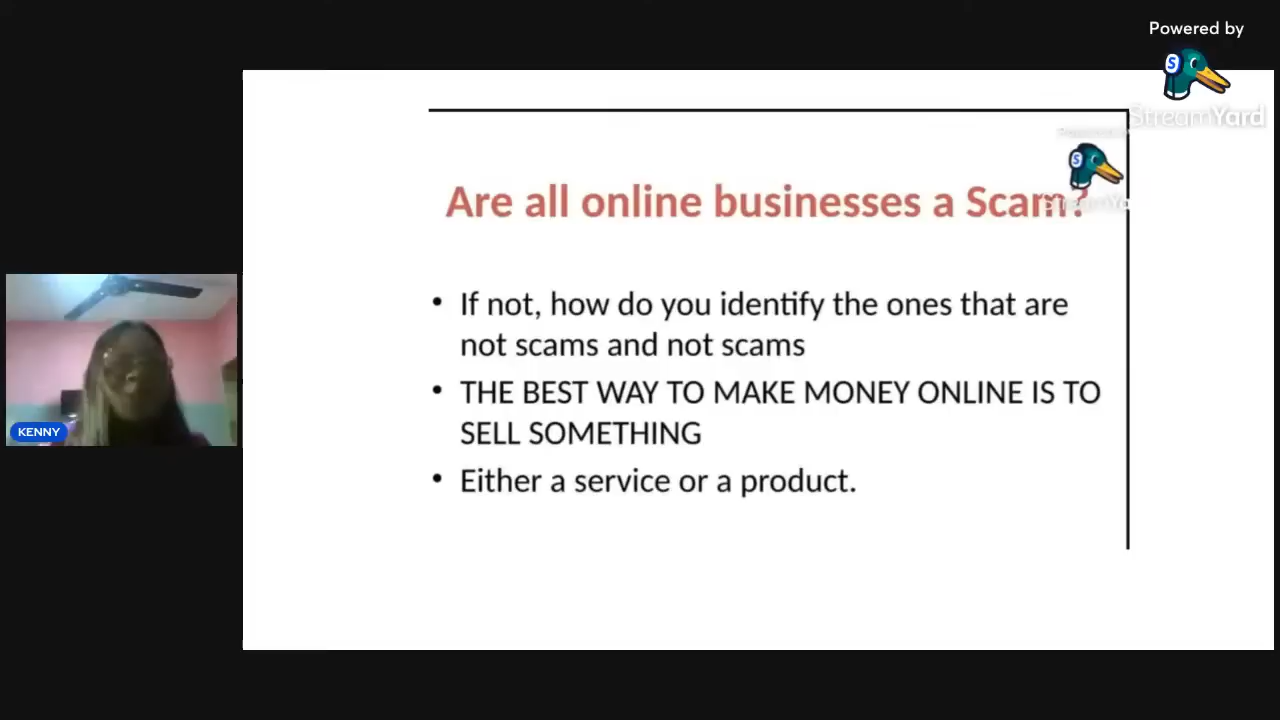 Powered by
StreamYard
Are all online businesses a Scam?
• If not, how do you identify the ones that are
not scams and not scams
• THE BEST WAY TO MAKE MONEY ONLINE IS TO
SELL SOMETHING
• Either a service or a product.
KENNY